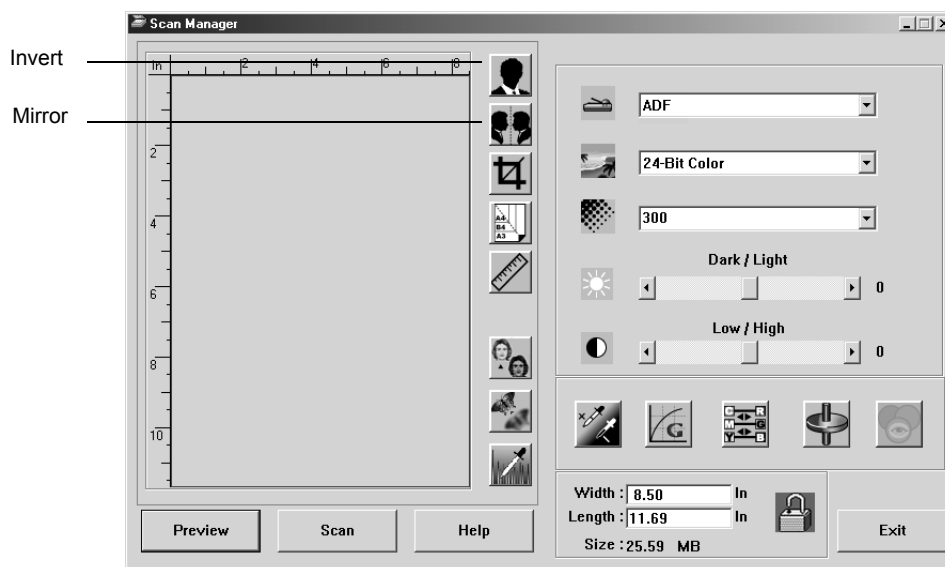 Scan Manager
Invert
In 2 4 6 8
Mirror
ADF
2
24-Bit Color
A4
B4
A3
300
4
Dark / Light
0
6
Low / High
0
8
10
G
C R
M G
Y B
Width : 8.50 In
Length : 11.69 In
Size : 25.59 MB
Preview Scan Help Exit